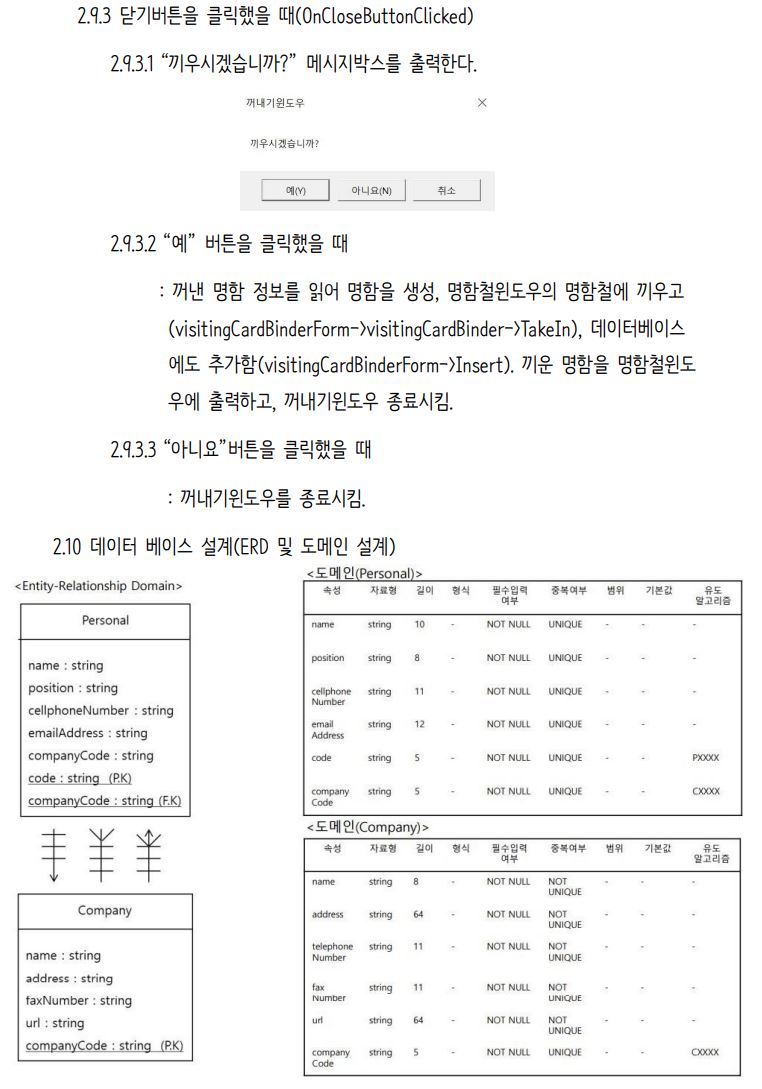 2.9.3 닫기버튼을 클릭했을 때(OnCloseButtonClicked)
2.9.3.1 “끼우시겠습니까?” 메시지박스를 출력한다.
꺼내기윈도우
끼우시겠습니까?
예(Y) 아니요(N) 취소
2.9.3.2 “예” 버튼을 클릭했을 때
: 꺼낸 명함 정보를 읽어 명함을 생성, 명함철윈도우의 명함철에 끼우고
(visitingCardBinderForm->visitingCardBinder->TakeIn), 데이터베이스
에도 추가함(visitingCardBinderForm->Insert). 끼운 명함을 명함철윈도
우에 출력하고, 꺼내기윈도우 종료시킴.
2.9.3.3 “아니요”버튼을 클릭했을 때
: 꺼내기윈도우를 종료시킴.
2.10 데이터 베이스 설계(ERD 및 도메인 설계)
<Entity-Relationship Domain>
Personal
name : string
position : string
cellphoneNumber : string
emailAddress : string
companyCode : string
code : string (P.K)
companyCode : string (F.K)
Company
name : string
address : string
faxNumber : string
url : string
companyCode : string (P.K)
<도메인(Personal)>
속성 자료형 길이 형식 필수입력 중복여부 범위 기본값 유도
여부 알고리즘
name string 10 - NOT NULL UNIQUE - - -
position string 8 - NOT NULL UNIQUE - - -
cellphone string 11 - NOT NULL UNIQUE - - -
Number
email string 12 - NOT NULL UNIQUE - - -
Address
code string 5 - NOT NULL UNIQUE - - PXXXX
company string 5 - NOT NULL UNIQUE - - CXXXX
Code
<도메인(Company)>
속성 자료형 길이 형식 필수입력 중복여부 범위 기본값 유도
여부 알고리즘
name string 8 - NOT NULL NOT - - -
UNIQUE
address string 64 - NOT NULL NOT - - -
UNIQUE
telephone string 11 - NOT NULL NOT - - -
Number UNIQUE
fax string 11 - NOT NULL NOT - - -
Number UNIQUE
url string 64 - NOT NULL NOT - - -
UNIQUE
company string 5 - NOT NULL UNIQUE - - CXXXX
Code